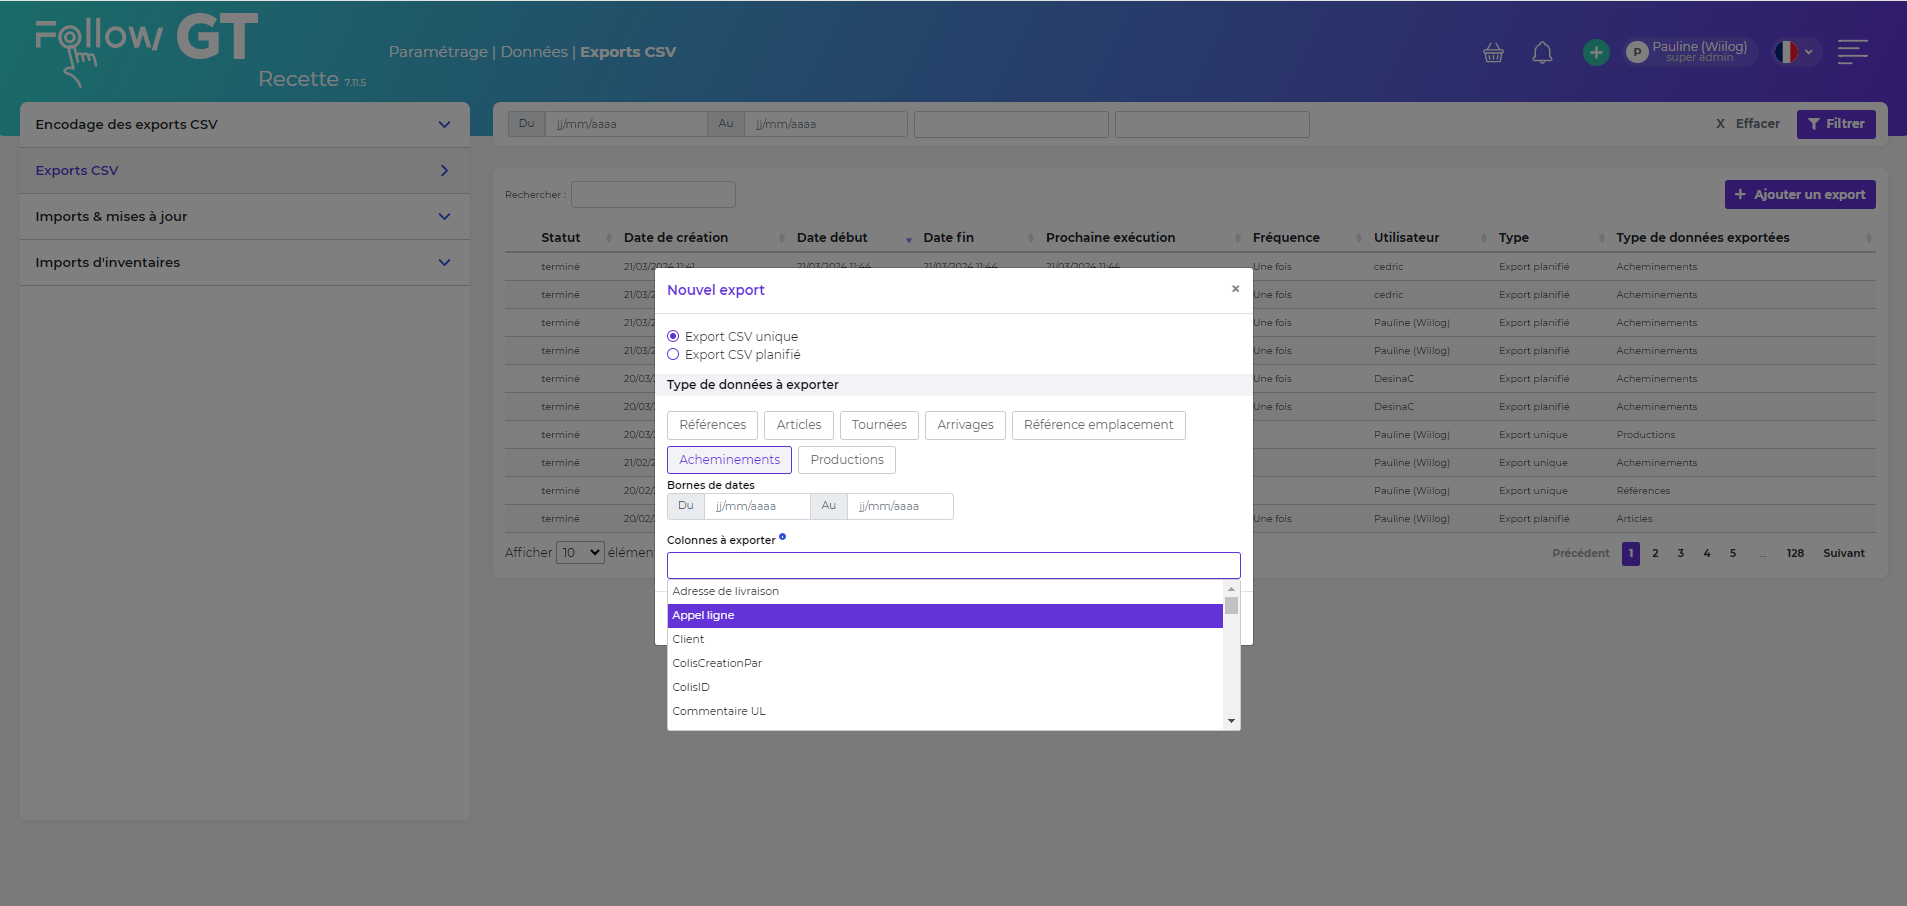 Follow GT
Recette 7.11.5
Paramétrage | Données | Exports CSV
P Pauline (Wiilog)
super admin
Encodage des exports CSV
Exports CSV
Imports & mises à jour
Imports d'inventaires
Du jj/mm/aaaa Au jj/mm/aaaa X Effacer Filtrer
Rechercher : + Ajouter un export
Statut Date de création Date début Date fin Prochaine exécution Fréquence Utilisateur Type Type de données exportées
terminé 21/03/2024 11:41 21/03/2024 11:44 21/03/2024 11:44 21/03/2024 11:44 Une fois cedric Export planifié Acheminements
terminé 21/03/2 Une fois cedric Export planifié Acheminements
terminé 21/03/2 Une fois Pauline (Wiilog) Export planifié Acheminements
terminé 21/03/2 Une fois Pauline (Wiilog) Export planifié Acheminements
terminé 20/03/2 Une fois DesinaC Export planifié Acheminements
terminé 20/03/2 Une fois DesinaC Export planifié Acheminements
terminé 20/03/2 Pauline (Wiilog) Export unique Productions
terminé 21/02/2 Pauline (Wiilog) Export unique Acheminements
terminé 20/02/2 Pauline (Wiilog) Export unique Références
terminé 20/02/2 Une fois Pauline (Wiilog) Export planifié Articles
Afficher 10 élément
Précédent 1 2 3 4 5 … 128 Suivant
Nouvel export ×
Export CSV unique
Export CSV planifié
Type de données à exporter
Références Articles Tournées Arrivages Référence emplacement
Acheminements Productions
Bornes de dates
Du jj/mm/aaaa Au jj/mm/aaaa
Colonnes à exporter
Adresse de livraison
Appel ligne
Client
ColisCreationPar
ColisID
Commentaire UL